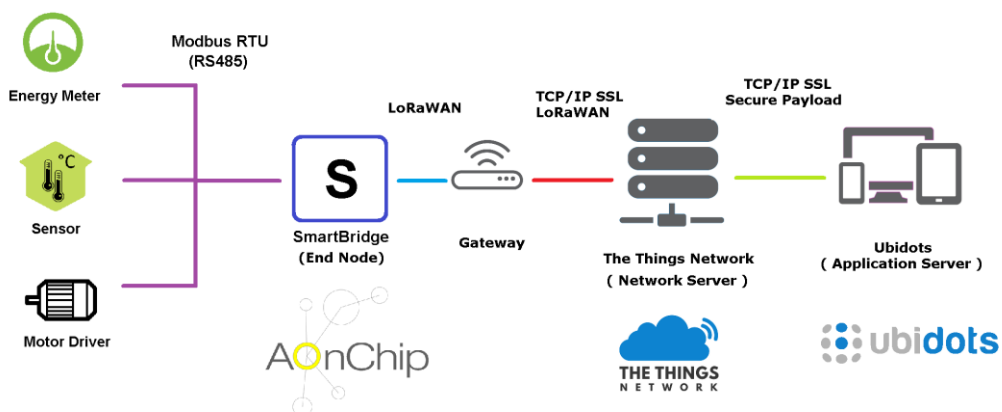 Modbus RTU
(RS485)
Energy Meter
°C
Sensor
Motor Driver
S
SmartBridge
(End Node)
AOnChip
LoRaWAN
Gateway
TCP/IP SSL
LoRaWAN
The Things Network
( Network Server )
THE THINGS
NETWORK
TCP/IP SSL
Secure Payload
Ubidots
( Application Server )
ubidots